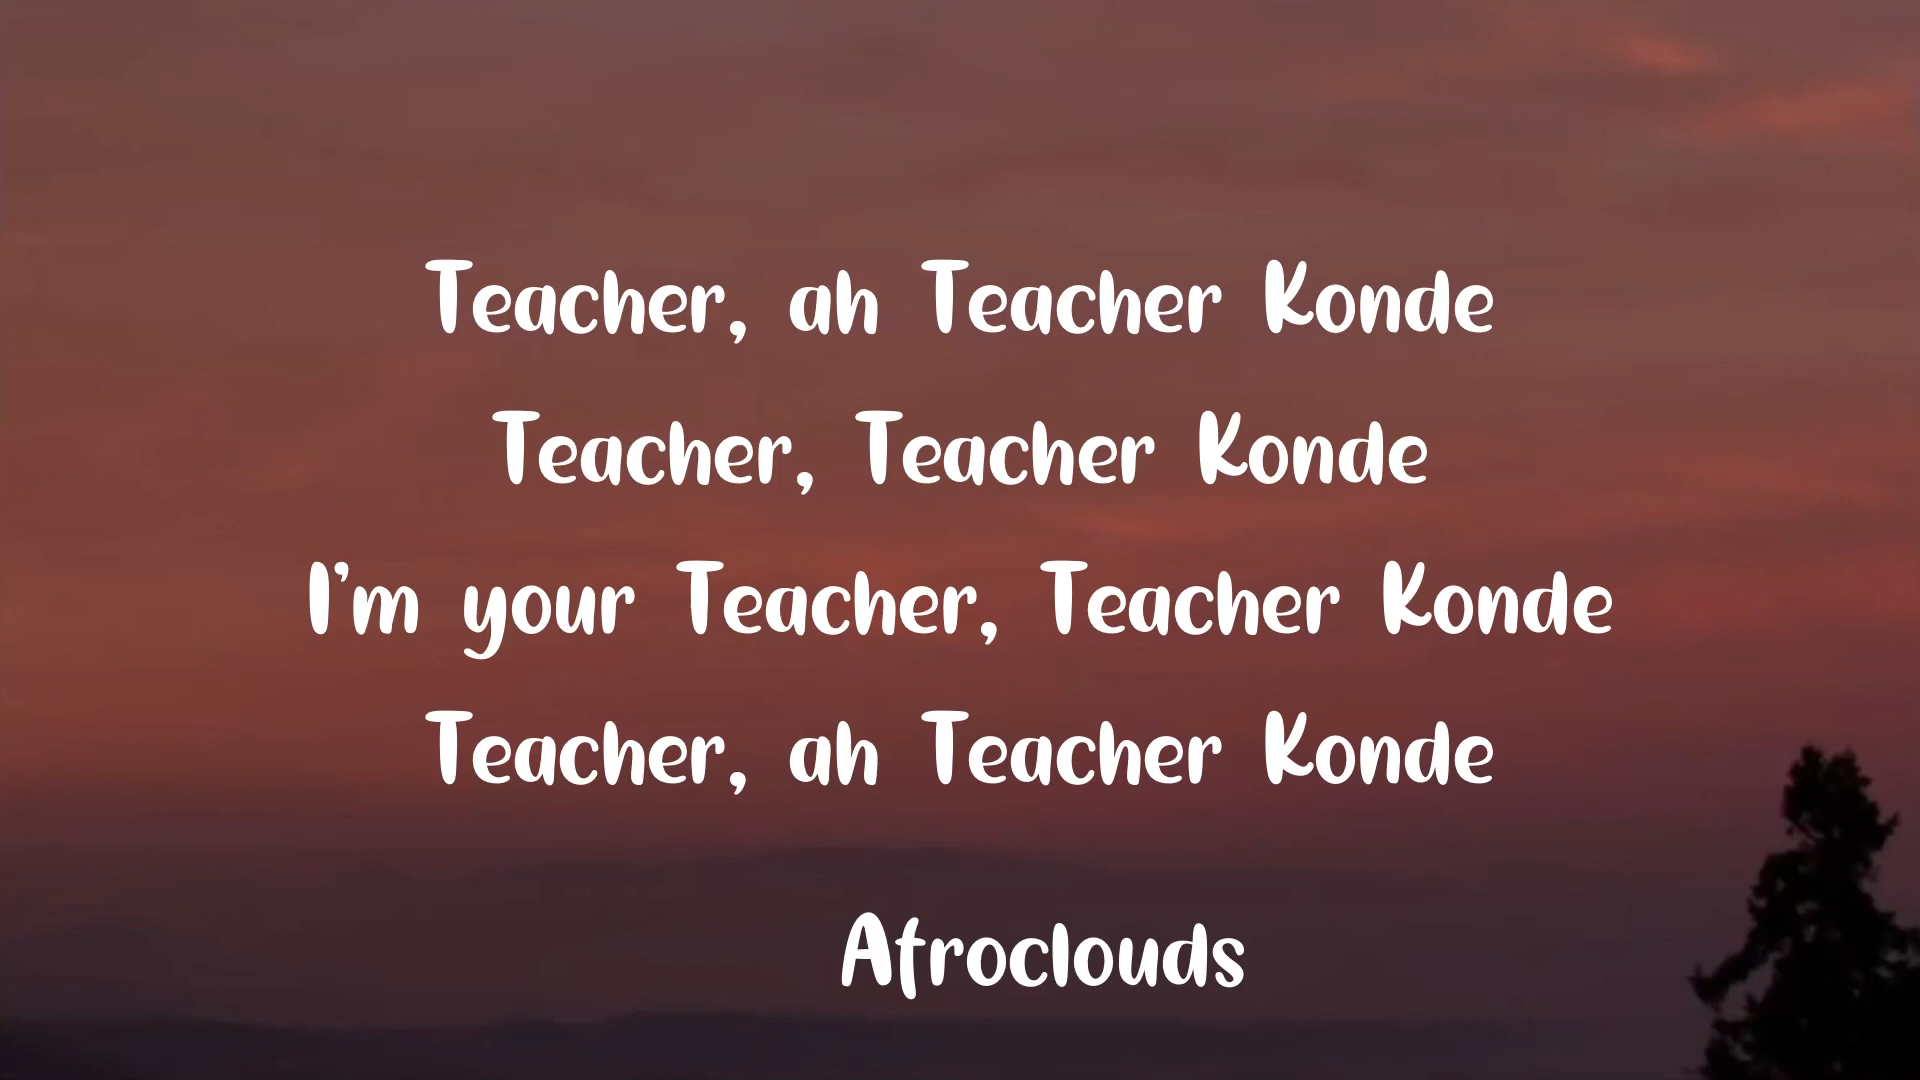 Teacher, ah Teacher Konde
Teacher, Teacher Konde
I'm your Teacher, Teacher Konde
Teacher, ah Teacher Konde
Afroclouds